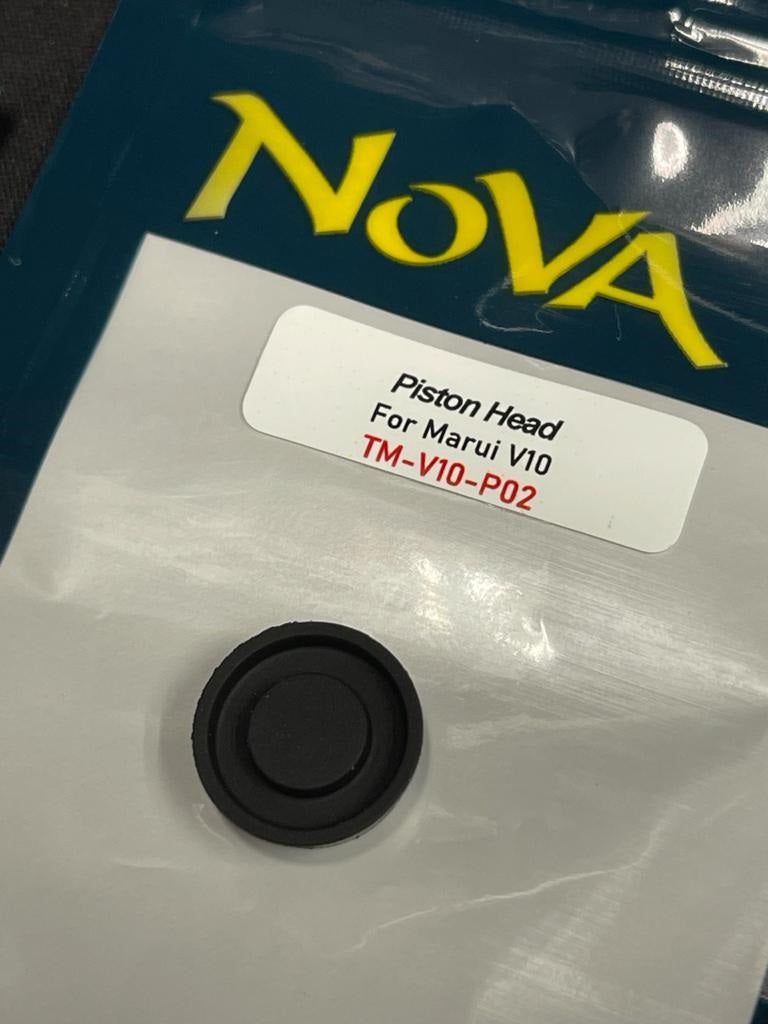 NOVA
Piston Head
For Marui V10
TM-V10-P02